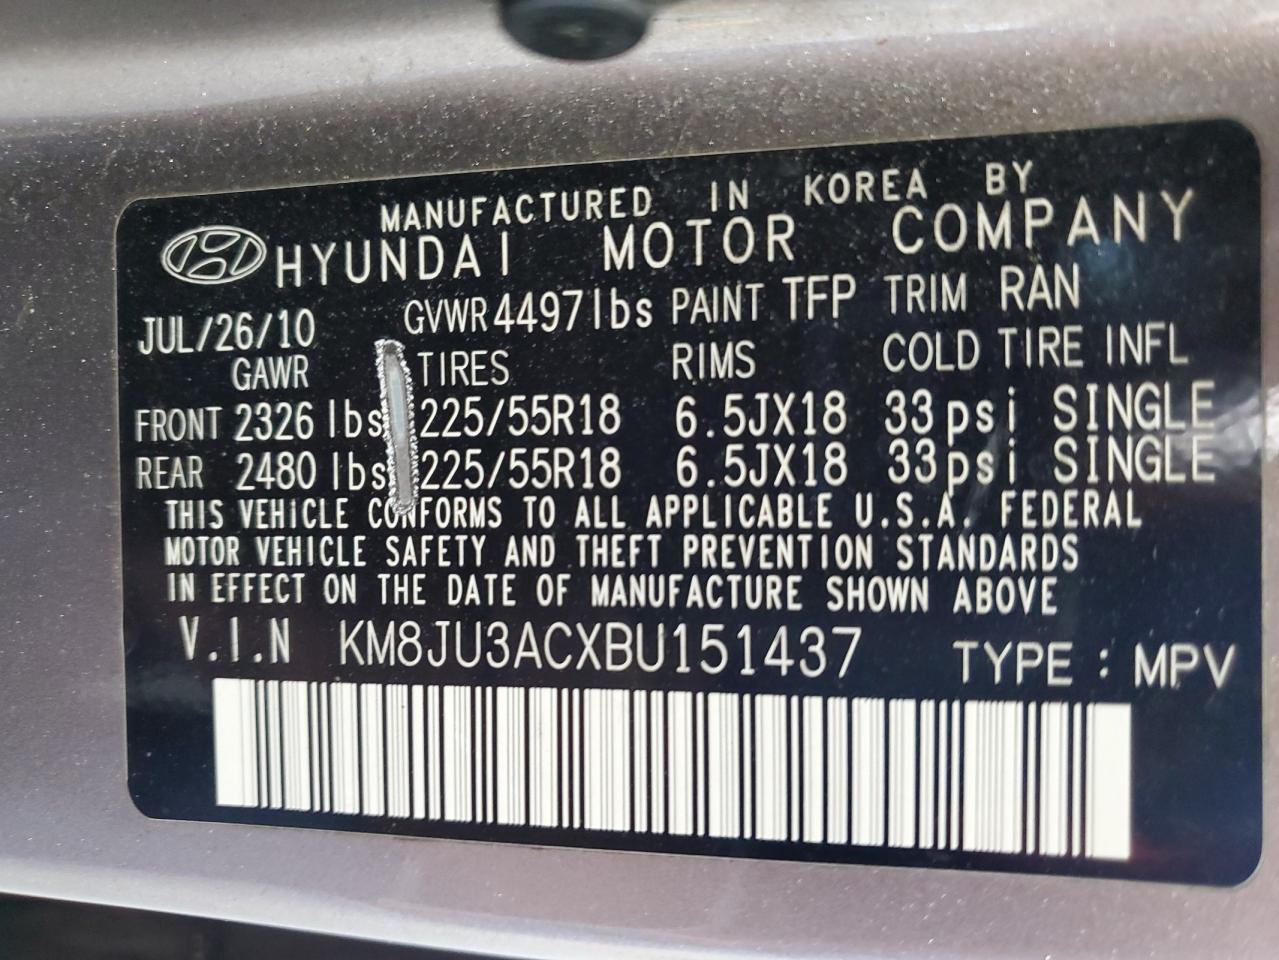 MANUFACTURED IN KOREA BY
HYUNDAI MOTOR COMPANY
JUL/26/10 GVWR 4497lbs PAINT TFP TRIM RAN
GAWR TIRES RIMS COLD TIRE INFL
FRONT 2326 lbs 225/55R18 6.5JX18 33psi SINGLE
REAR 2480 lbs 225/55R18 6.5JX18 33psi SINGLE
THIS VEHICLE CONFORMS TO ALL APPLICABLE U.S.A. FEDERAL
MOTOR VEHICLE SAFETY AND THEFT PREVENTION STANDARDS
IN EFFECT ON THE DATE OF MANUFACTURE SHOWN ABOVE
V.I.N KM8JU3ACXBU151437 TYPE : MPV